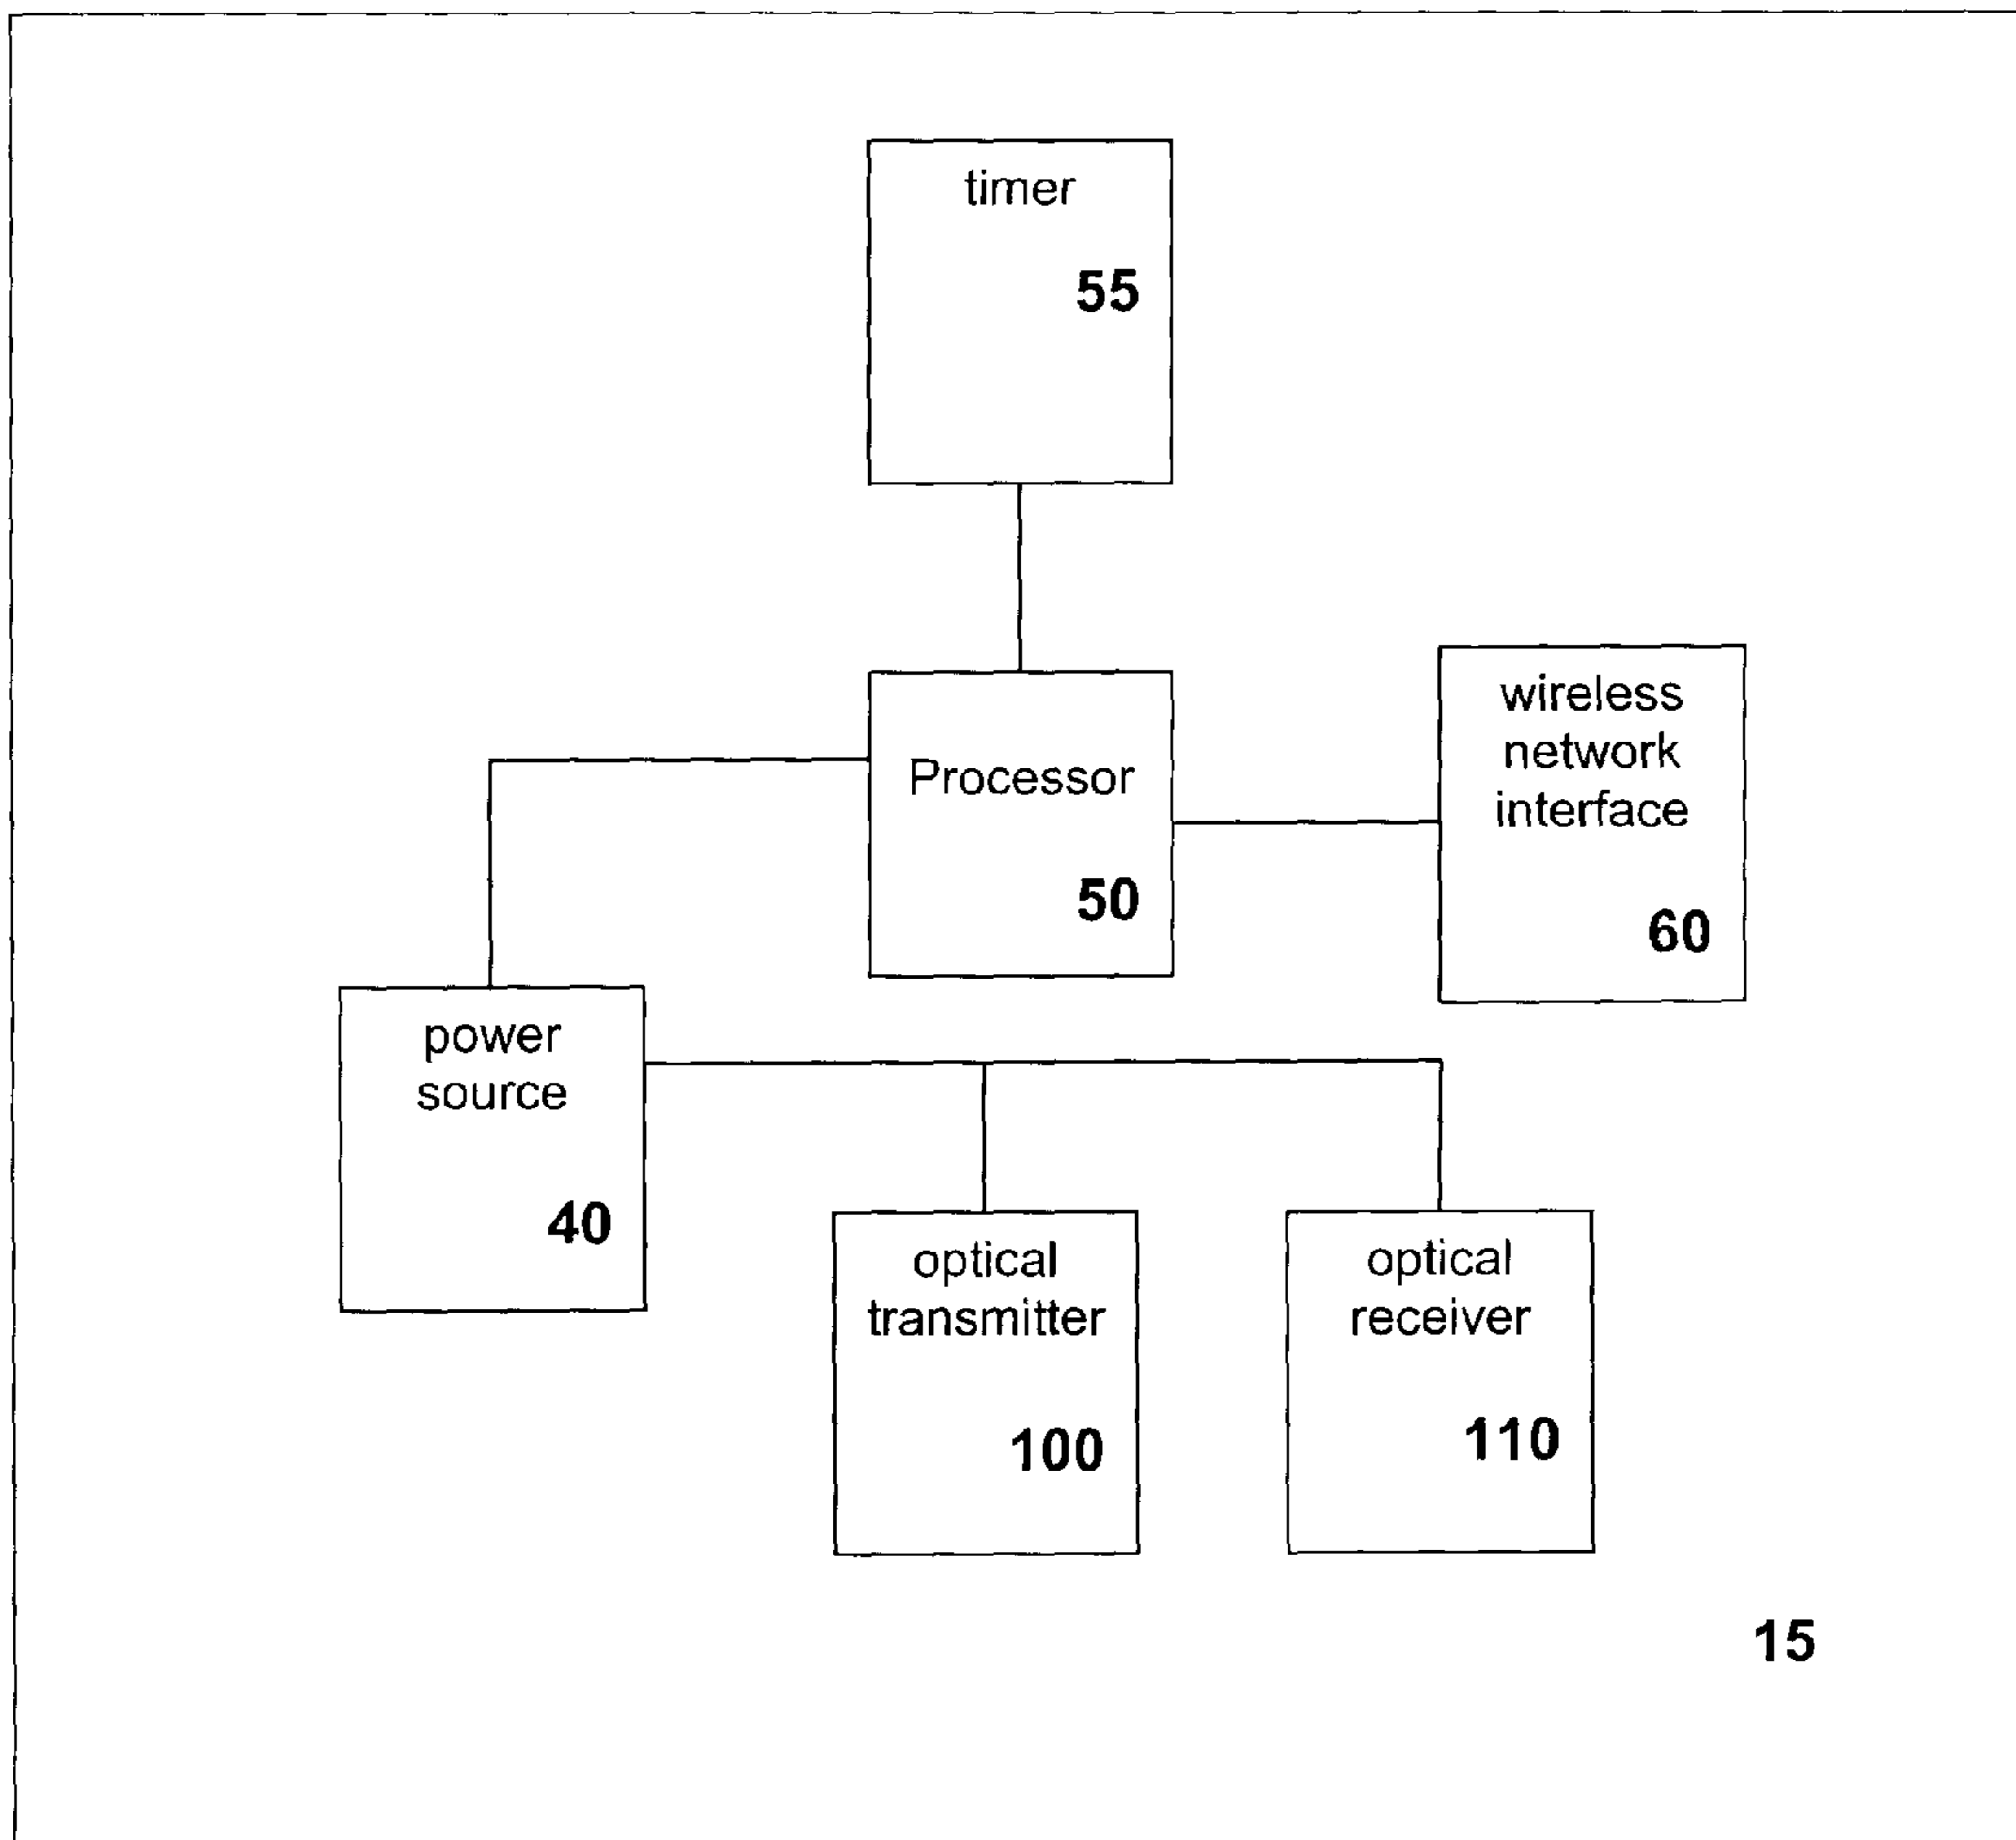 timer
55
Processor
50
wireless
network
interface
60
power
source
40
optical
transmitter
100
optical
receiver
110
15